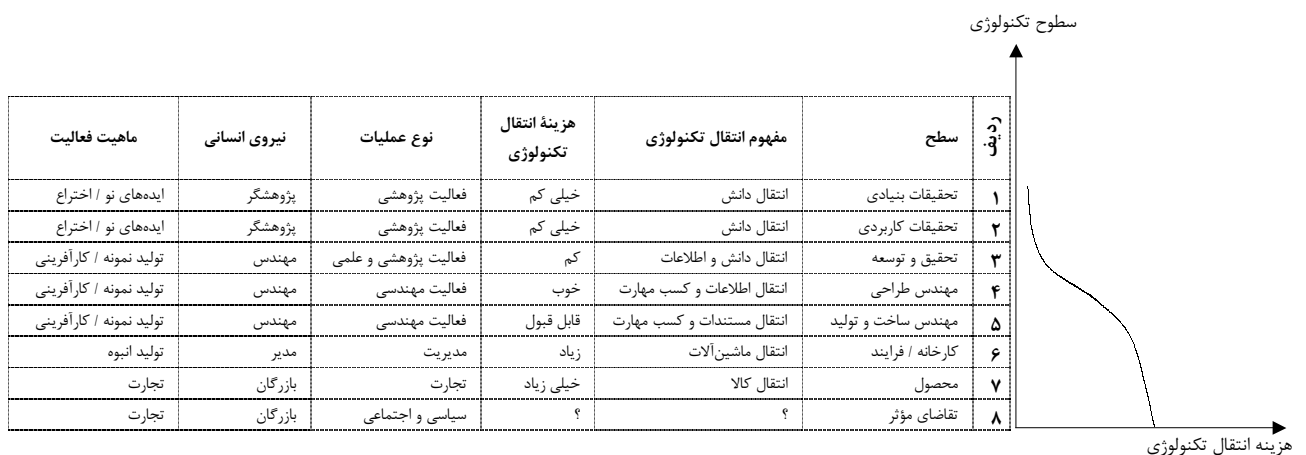 سطوح تکنولوژی
ردیف سطح مفهوم انتقال تکنولوژی هزینهٔ انتقال تکنولوژی نوع عملیات نیروی انسانی ماهیت فعالیت
۱ تحقیقات بنیادی انتقال دانش خیلی کم فعالیت پژوهشی پژوهشگر ایده‌های نو / اختراع
۲ تحقیقات کاربردی انتقال دانش خیلی کم فعالیت پژوهشی پژوهشگر ایده‌های نو / اختراع
۳ تحقیق و توسعه انتقال دانش و اطلاعات کم فعالیت پژوهشی و علمی مهندس تولید نمونه / کارآفرینی
۴ مهندس طراحی انتقال اطلاعات و کسب مهارت خوب فعالیت مهندسی مهندس تولید نمونه / کارآفرینی
۵ مهندس ساخت و تولید انتقال مستندات و کسب مهارت قابل قبول فعالیت مهندسی مهندس تولید نمونه / کارآفرینی
۶ کارخانه / فرایند انتقال ماشین‌آلات زیاد مدیریت مدیر تولید انبوه
۷ محصول انتقال کالا خیلی زیاد تجارت بازرگان تجارت
۸ تقاضای مؤثر ؟ ؟ سیاسی و اجتماعی بازرگان تجارت
هزینه انتقال تکنولوژی